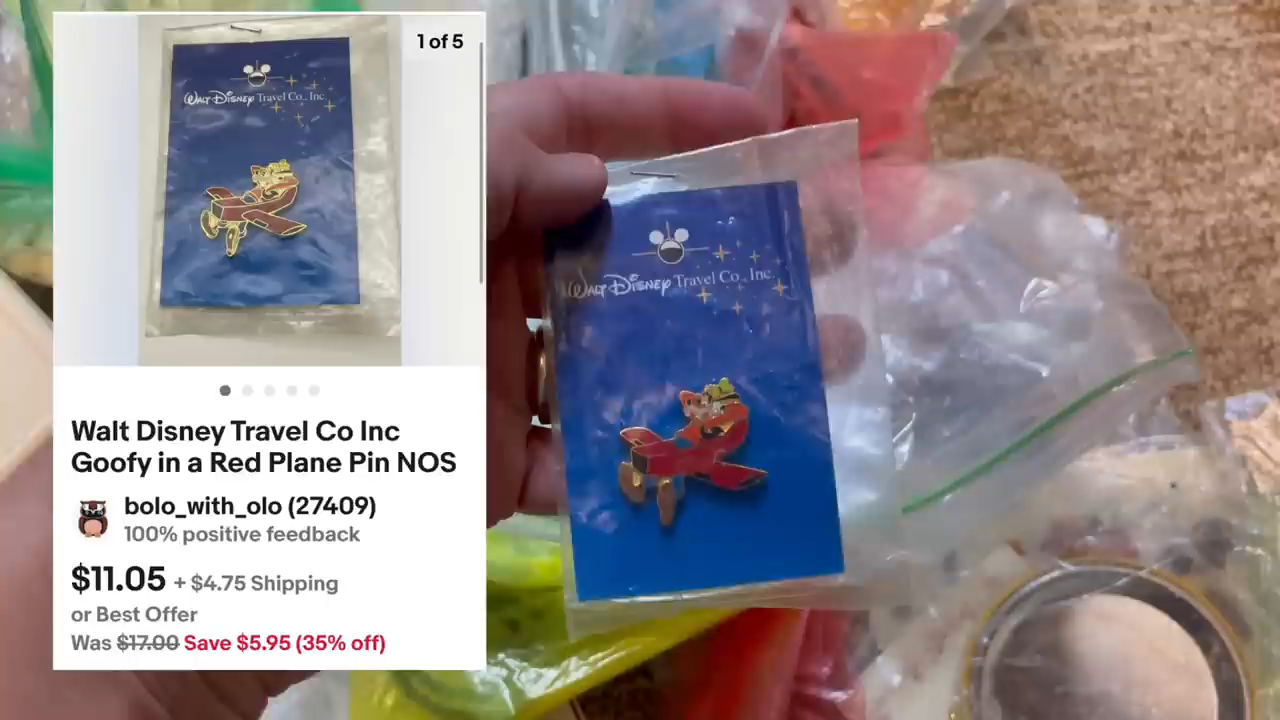 1 of 5
WALT DISNEY Travel Co., Inc.
Walt Disney Travel Co Inc
Goofy in a Red Plane Pin NOS
bolo_with_olo (27409)
100% positive feedback
$11.05 + $4.75 Shipping
or Best Offer
Was $17.00 Save $5.95 (35% off)
WALT DISNEY Travel Co., Inc.